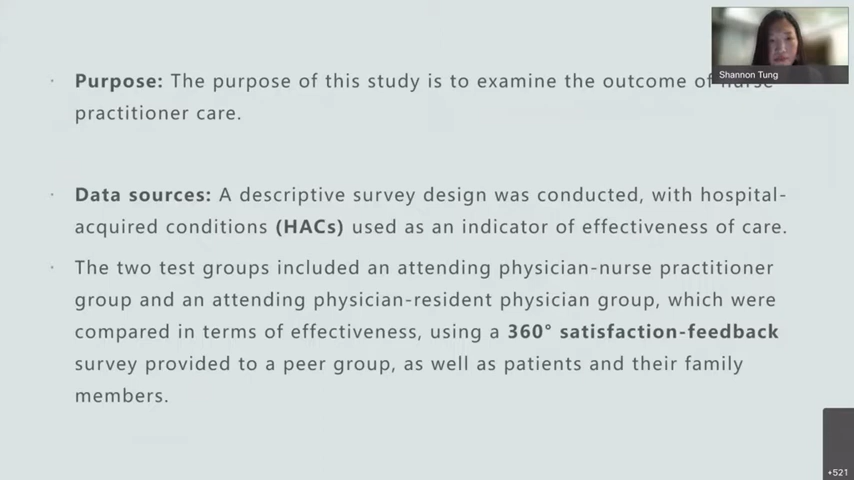 Shannon Tung
· Purpose: The purpose of this study is to examine the outcome of nurse
practitioner care.
· Data sources: A descriptive survey design was conducted, with hospital-
acquired conditions (HACs) used as an indicator of effectiveness of care.
· The two test groups included an attending physician-nurse practitioner
group and an attending physician-resident physician group, which were
compared in terms of effectiveness, using a 360° satisfaction-feedback
survey provided to a peer group, as well as patients and their family
members.
+521